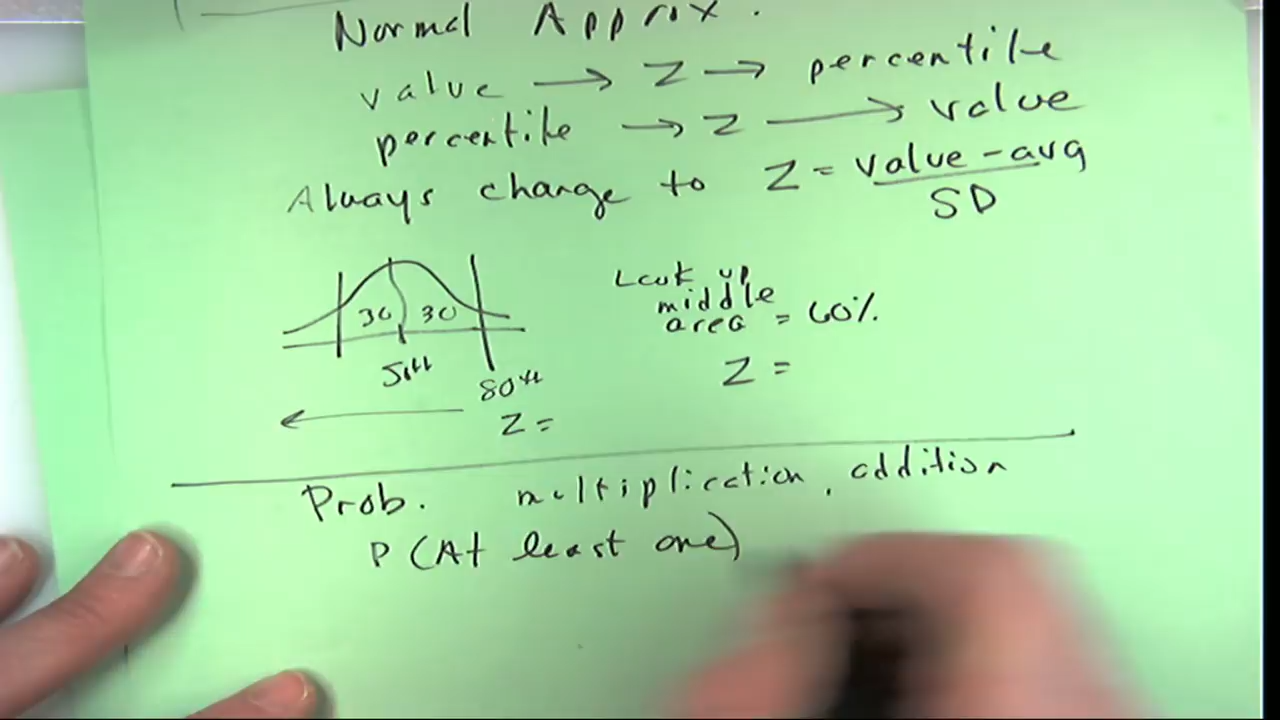 Normal Approx.
value → Z → percentile
percentile → Z → value
Always change to Z = value - avg
SD
30 30
50th
80th
Z =
Look up
middle
area = 60%
Z =
Prob. multiplication, addition
P (At least one)